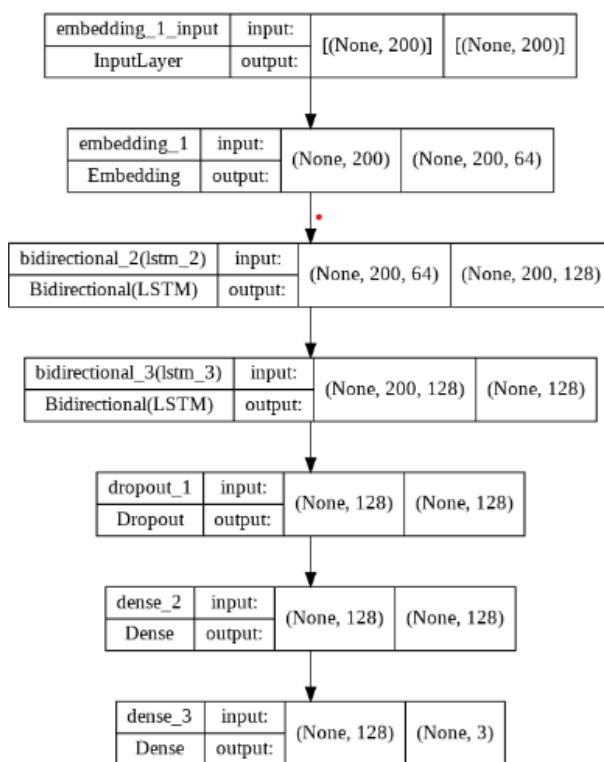 embedding_1_input input: [(None, 200)] [(None, 200)]
InputLayer output:
embedding_1 input: (None, 200) (None, 200, 64)
Embedding output:
bidirectional_2(lstm_2) input: (None, 200, 64) (None, 200, 128)
Bidirectional(LSTM) output:
bidirectional_3(lstm_3) input: (None, 200, 128) (None, 128)
Bidirectional(LSTM) output:
dropout_1 input: (None, 128) (None, 128)
Dropout output:
dense_2 input: (None, 128) (None, 128)
Dense output:
dense_3 input: (None, 128) (None, 3)
Dense output: